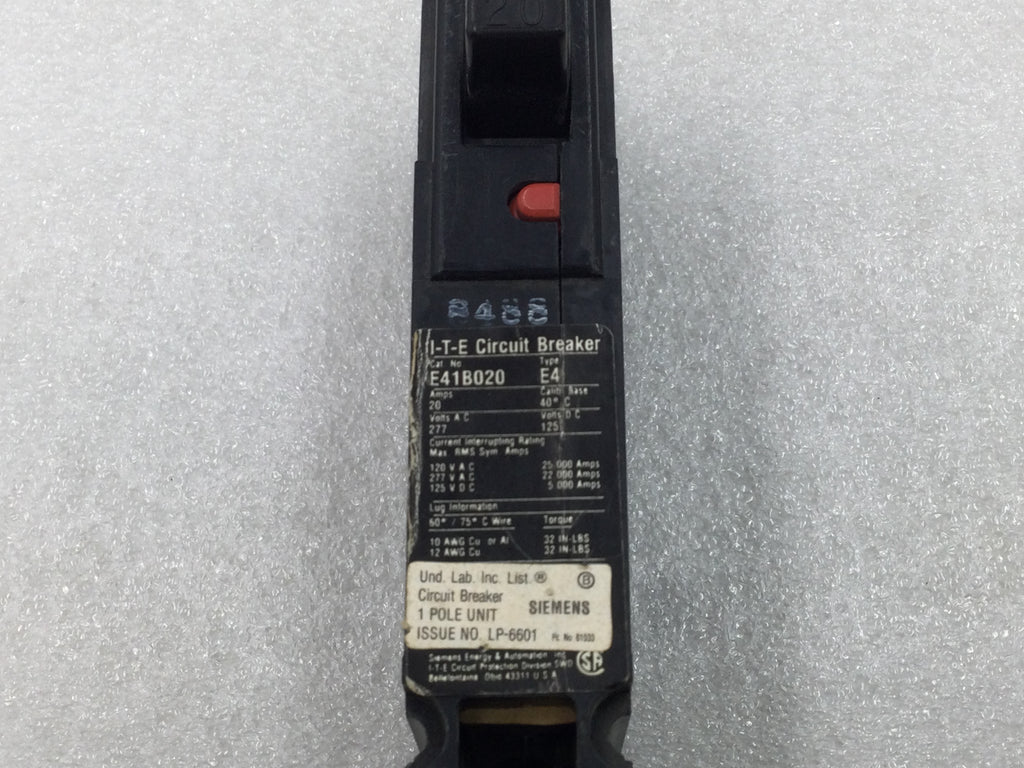 20
8488
I-T-E Circuit Breaker
Cat. No Type
E41B020 E4
Amps Calib. Base
20 40° C
Volts A C Volts D C
277 125
Current Interrupting Rating
Max. RMS Sym. Amps
120 V A C 25 000 Amps
277 V A C 22 000 Amps
125 V D C 5 000 Amps
Lug Information
60° / 75° C Wire Torque
10 AWG Cu or Al 32 IN-LBS
12 AWG Cu 32 IN-LBS
Und. Lab. Inc. List.® B
Circuit Breaker
1 POLE UNIT SIEMENS
ISSUE NO. LP-6601
Siemens Energy & Automation, Inc.
I-T-E Circuit Protection Division SWO
Bellefontaine, Ohio 43311 U S A
SA